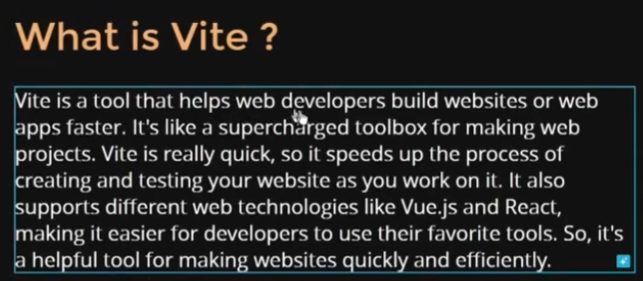 What is Vite ?
Vite is a tool that helps web developers build websites or web
apps faster. It's like a supercharged toolbox for making web
projects. Vite is really quick, so it speeds up the process of
creating and testing your website as you work on it. It also
supports different web technologies like Vue.js and React,
making it easier for developers to use their favorite tools. So, it's
a helpful tool for making websites quickly and efficiently.